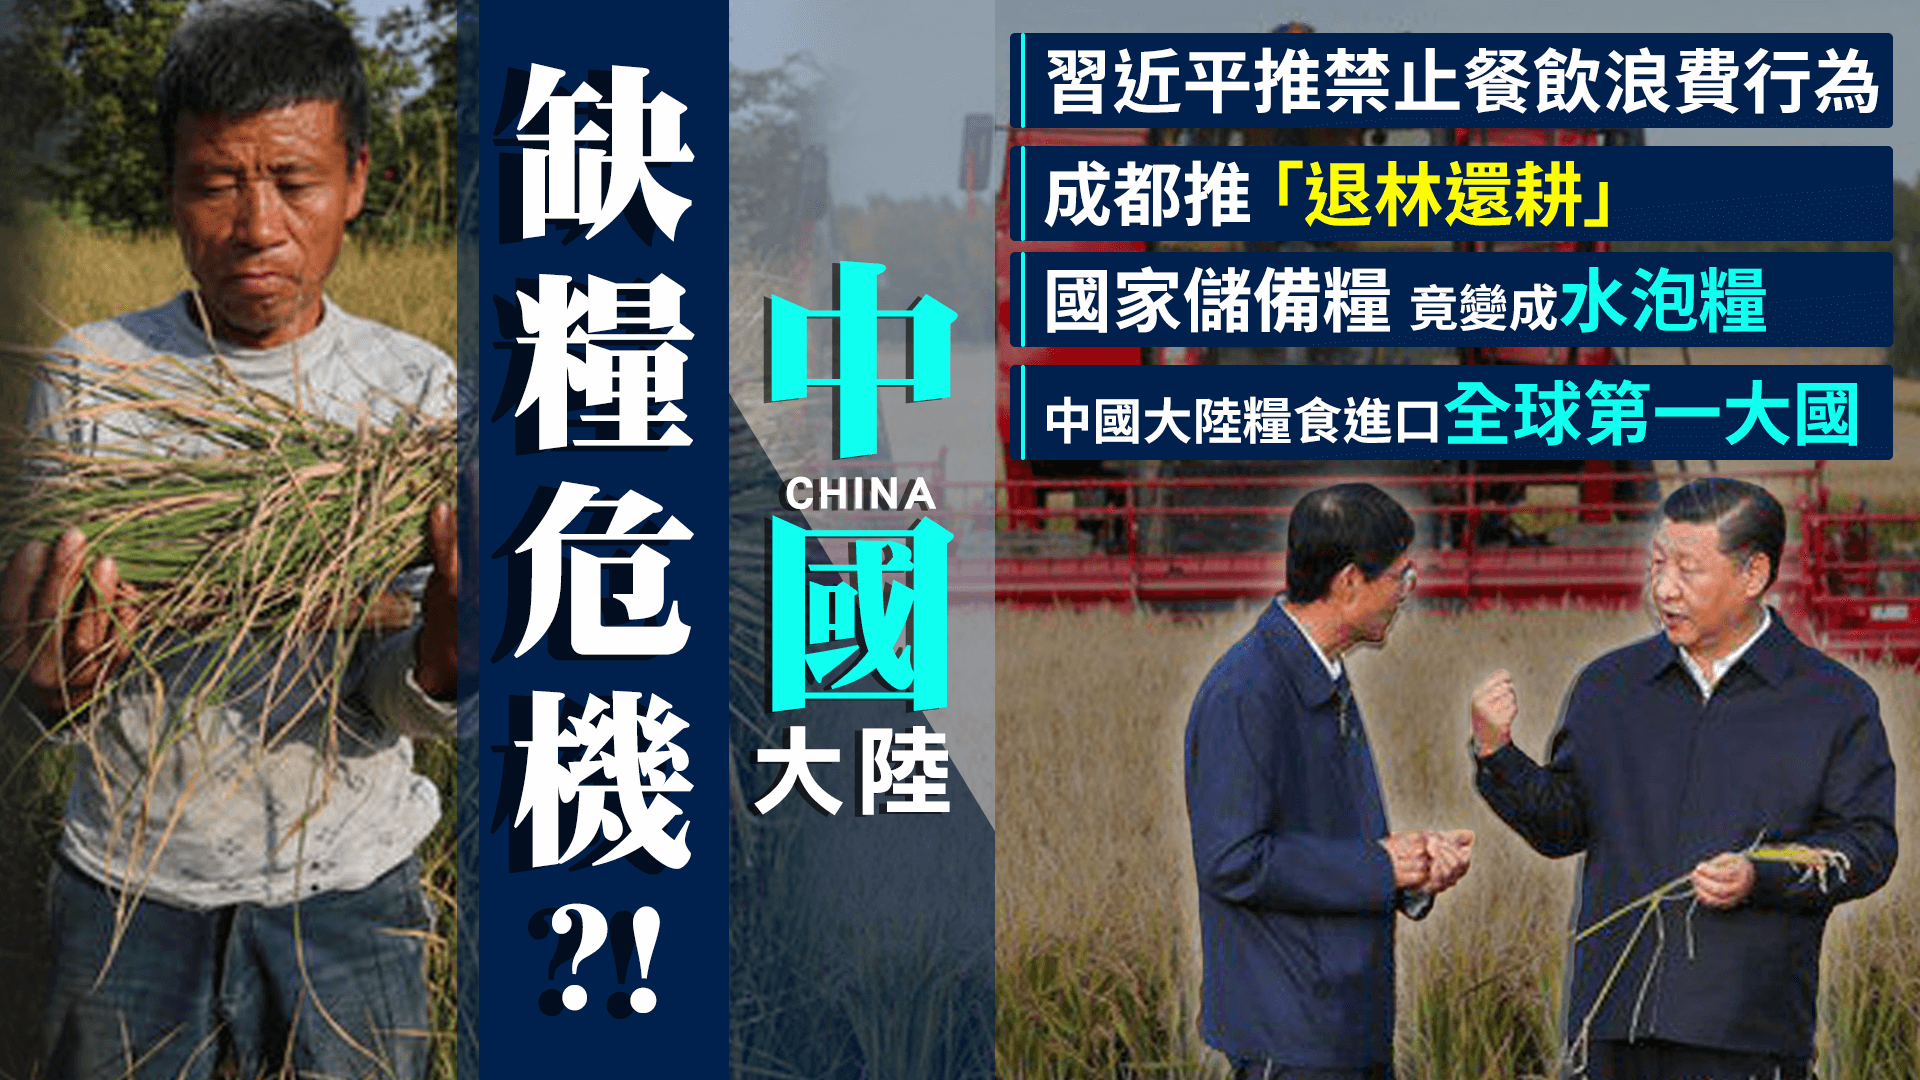 缺糧危機?!
中
CHINA
國
大陸
習近平推禁止餐飲浪費行為
成都推「退林還耕」
國家儲備糧 竟變成水泡糧
中國大陸糧食進口全球第一大國